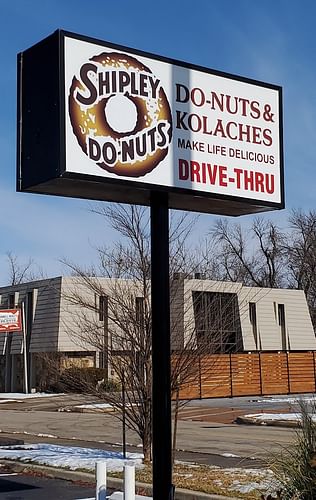 SHIPLEY
DO-NUTS
DO-NUTS &
KOLACHES
MAKE LIFE DELICIOUS
DRIVE-THRU